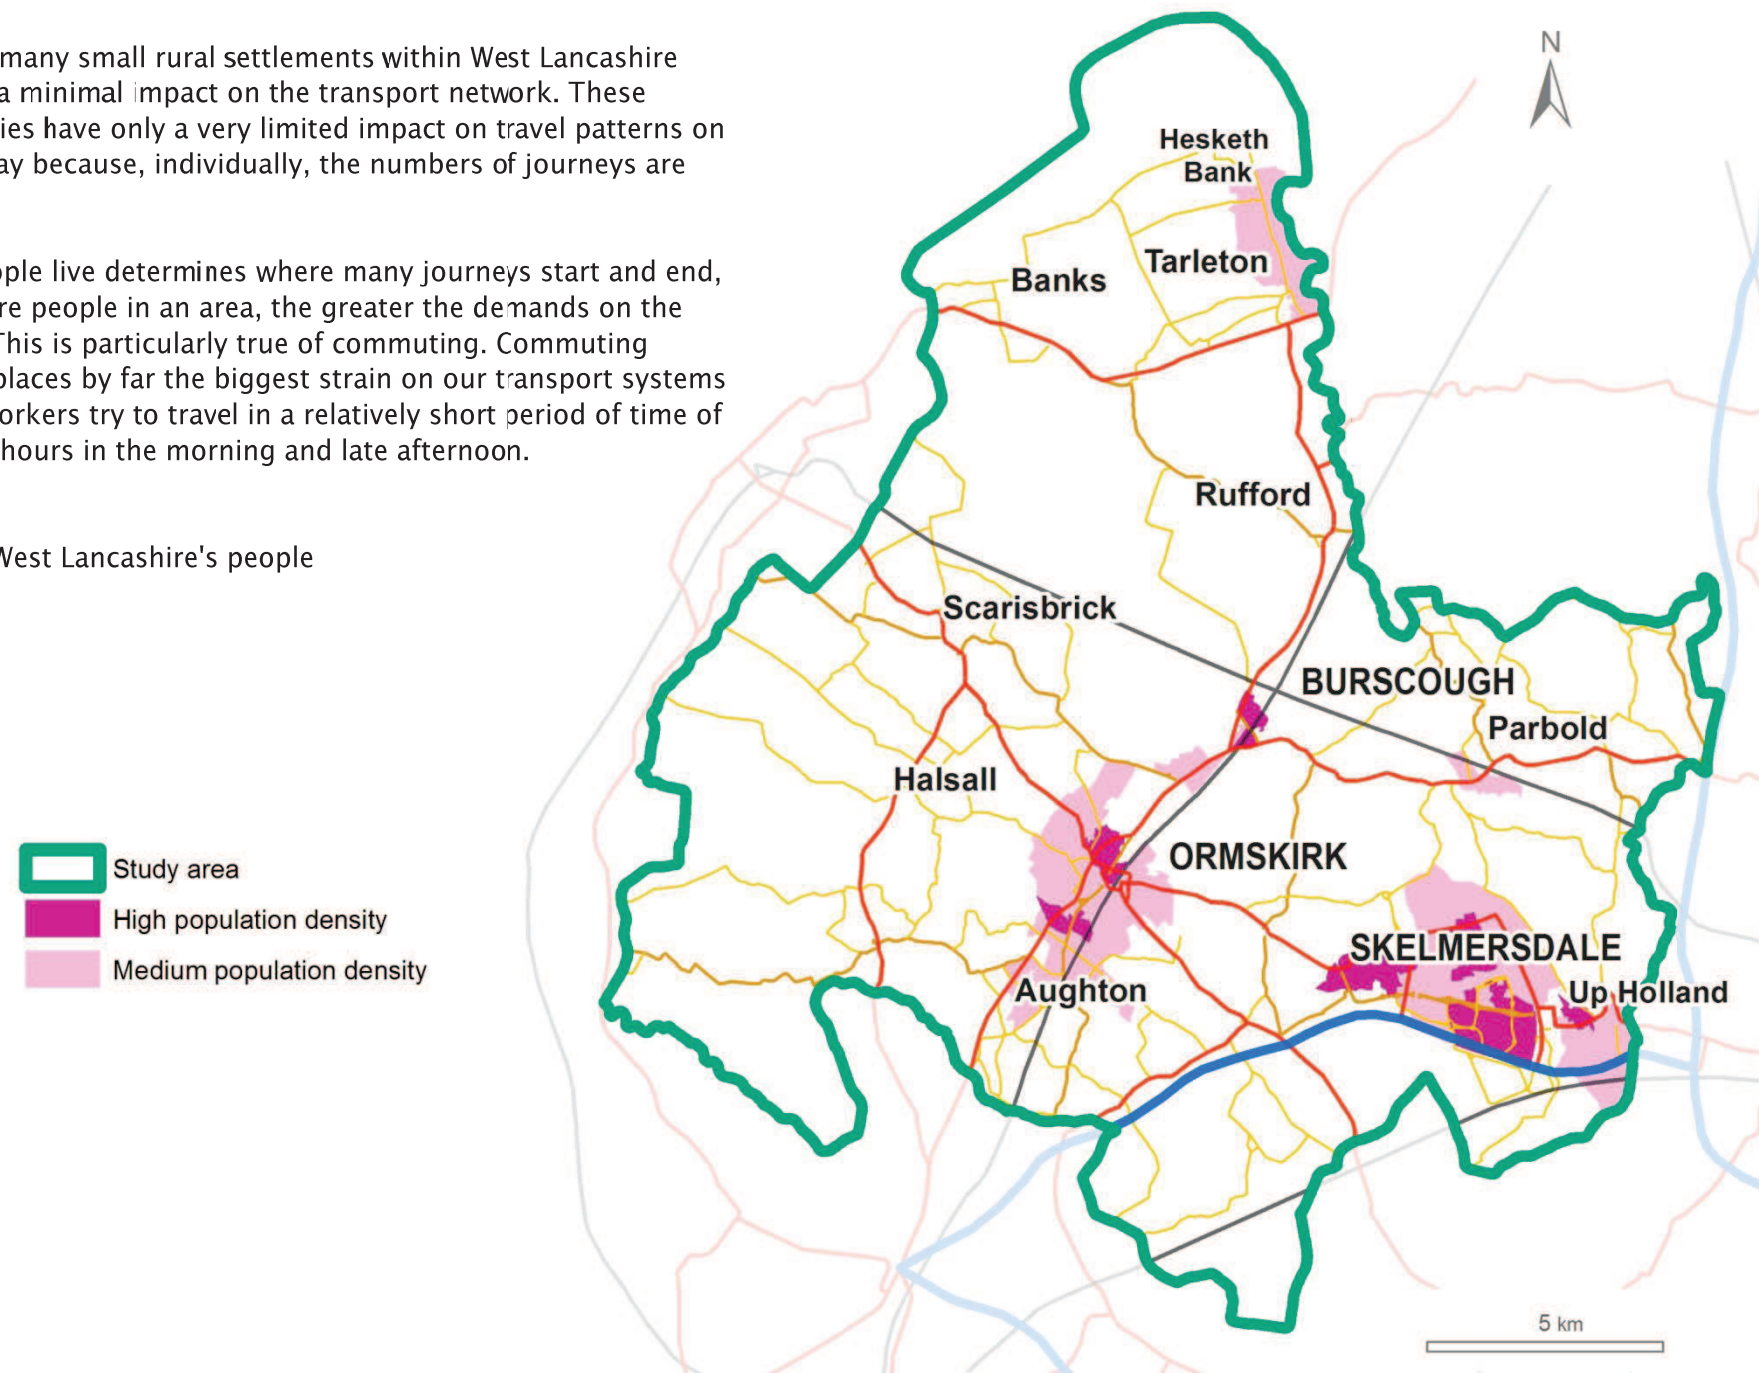 many small rural settlements within West Lancashire
a minimal impact on the transport network. These
ies have only a very limited impact on travel patterns on
ay because, individually, the numbers of journeys are
ople live determines where many journeys start and end,
re people in an area, the greater the demands on the
This is particularly true of commuting. Commuting
places by far the biggest strain on our transport systems
orkers try to travel in a relatively short period of time of
hours in the morning and late afternoon.
West Lancashire's people
N
Hesketh
Bank
Tarleton
Banks
Rufford
Scarisbrick
BURSCOUGH
Parbold
Halsall
ORMSKIRK
SKELMERSDALE
Aughton
Up Holland
Study area
High population density
Medium population density
5 km